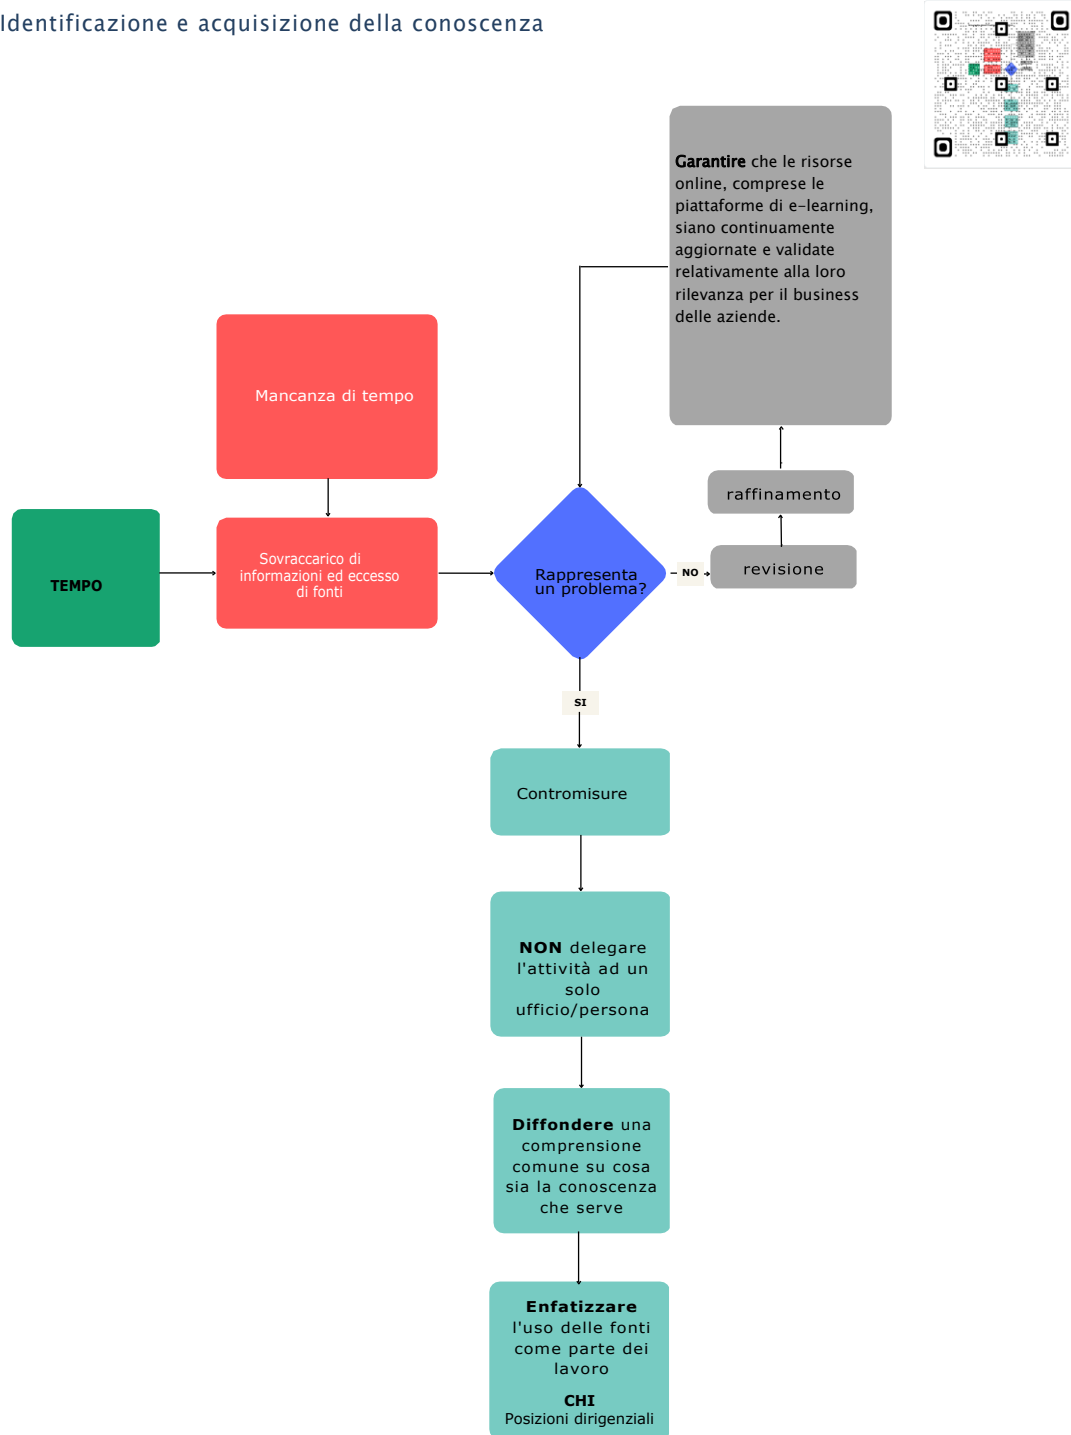 Identificazione e acquisizione della conoscenza
Garantire che le risorse
online, comprese le
piattaforme di e-learning,
siano continuamente
aggiornate e validate
relativamente alla loro
rilevanza per il business
delle aziende.
Mancanza di tempo
raffinamento
TEMPO
Sovraccarico di
informazioni ed eccesso
di fonti
Rappresenta
un problema?
NO
revisione
SI
Contromisure
NON delegare
l'attività ad un
solo
ufficio/persona
Diffondere una
comprensione
comune su cosa
sia la conoscenza
che serve
Enfatizzare
l'uso delle fonti
come parte dei
lavoro
CHI
Posizioni dirigenziali